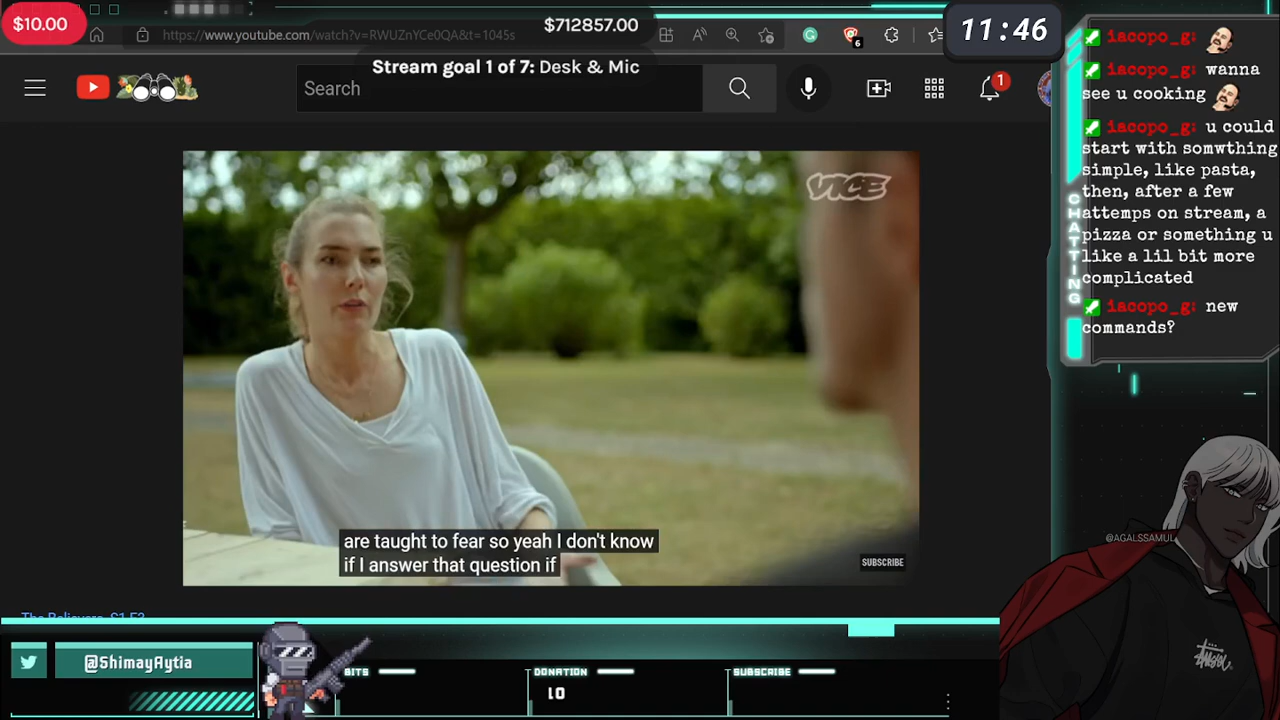 $10.00
$712857.00
11:46
https://www.youtube.com/watch?v=RWUZnYCe0QA&t=1045s
6
Stream goal 1 of 7: Desk & Mic
Search
1
VICE
are taught to fear so yeah I don't know
if I answer that question if
SUBSCRIBE
iacopo_g:
iacopo_g: wanna
see u cooking
iacopo_g: u could
start with somwthing
simple, like pasta,
then, after a few
attemps on stream, a
pizza or something u
like a lil bit more
complicated
iacopo_g: new
commands?
CHATTING
@AGALSSAMUL
@ShimayAytia
BITS
DONATION
10
SUBSCRIBE